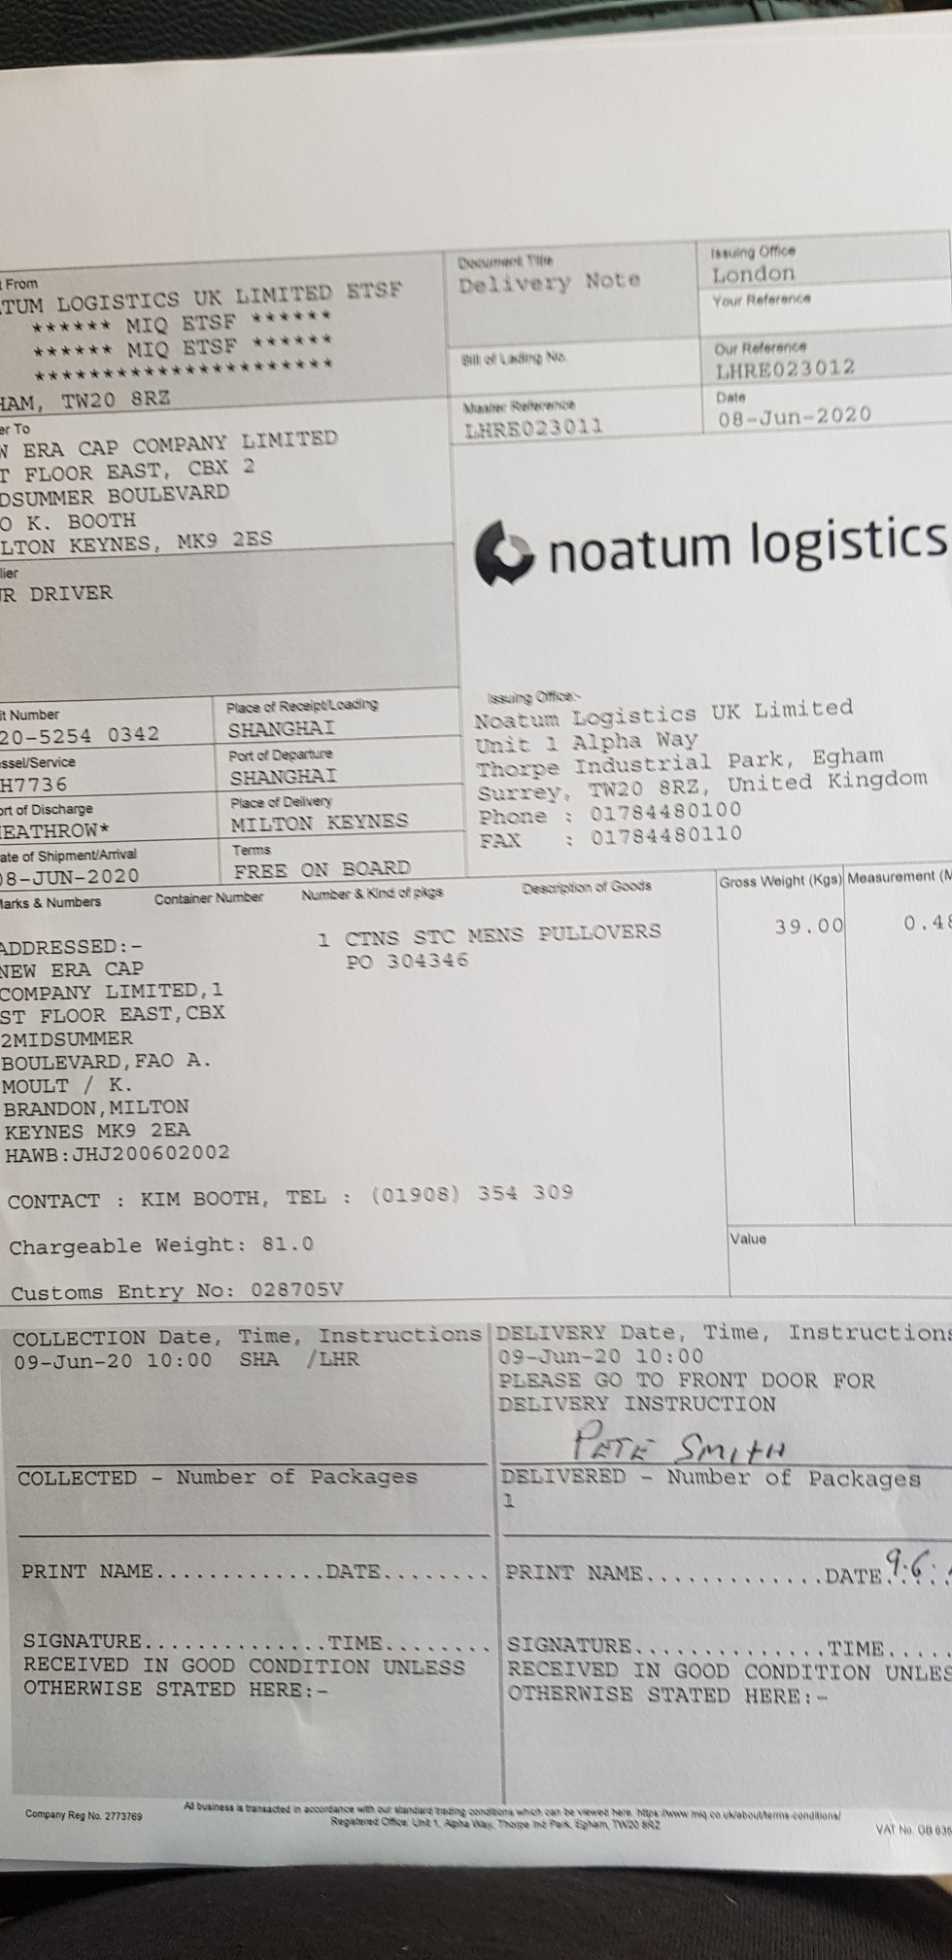 From
TUM LOGISTICS UK LIMITED ETSF
****** MIQ ETSF ******
****** MIQ ETSF ******
**********************
HAM, TW20 8RZ
Document Title
Delivery Note
Issuing Office
London
Your Reference
Bill of Lading No.
Our Reference
LHRE023012
Master Reference
LHRE023011
Date
08-Jun-2020
er To
W ERA CAP COMPANY LIMITED
T FLOOR EAST, CBX 2
DSUMMER BOULEVARD
O K. BOOTH
LTON KEYNES, MK9 2ES
noatum logistics
lier
R DRIVER
it Number
20-5254 0342
Place of Receipt/Loading
SHANGHAI
ssel/Service
H7736
Port of Departure
SHANGHAI
ort of Discharge
EATHROW*
Place of Delivery
MILTON KEYNES
ate of Shipment/Arrival
08-JUN-2020
Terms
FREE ON BOARD
Issuing Office:-
Noatum Logistics UK Limited
Unit 1 Alpha Way
Thorpe Industrial Park, Egham
Surrey, TW20 8RZ, United Kingdom
Phone : 01784480100
FAX : 01784480110
Marks & Numbers Container Number Number & Kind of pkgs Description of Goods Gross Weight (Kgs) Measurement (M
ADDRESSED:- 1 CTNS STC MENS PULLOVERS 39.00 0.48
NEW ERA CAP PO 304346
COMPANY LIMITED,1
ST FLOOR EAST,CBX
2MIDSUMMER
BOULEVARD,FAO A.
MOULT / K.
BRANDON,MILTON
KEYNES MK9 2EA
HAWB:JHJ200602002
CONTACT : KIM BOOTH, TEL : (01908) 354 309
Chargeable Weight: 81.0
Value
Customs Entry No: 028705V
COLLECTION Date, Time, Instructions
09-Jun-20 10:00 SHA /LHR
COLLECTED - Number of Packages
PRINT NAME.............DATE........
SIGNATURE..............TIME........
RECEIVED IN GOOD CONDITION UNLESS
OTHERWISE STATED HERE:-
DELIVERY Date, Time, Instructions
09-Jun-20 10:00
PLEASE GO TO FRONT DOOR FOR
DELIVERY INSTRUCTION
PETE SMITH
DELIVERED - Number of Packages
1
PRINT NAME.............DATE 9.6.
SIGNATURE..............TIME.....
RECEIVED IN GOOD CONDITION UNLES
OTHERWISE STATED HERE:-
Company Reg No. 2773769
All business is transacted in accordance with our standard trading conditions which can be viewed here. https://www.miq.co.uk/about/terms-conditions/
Registered Office: Unit 1, Alpha Way, Thorpe Ind Park, Egham, TW20 8RZ
VAT No. GB 636